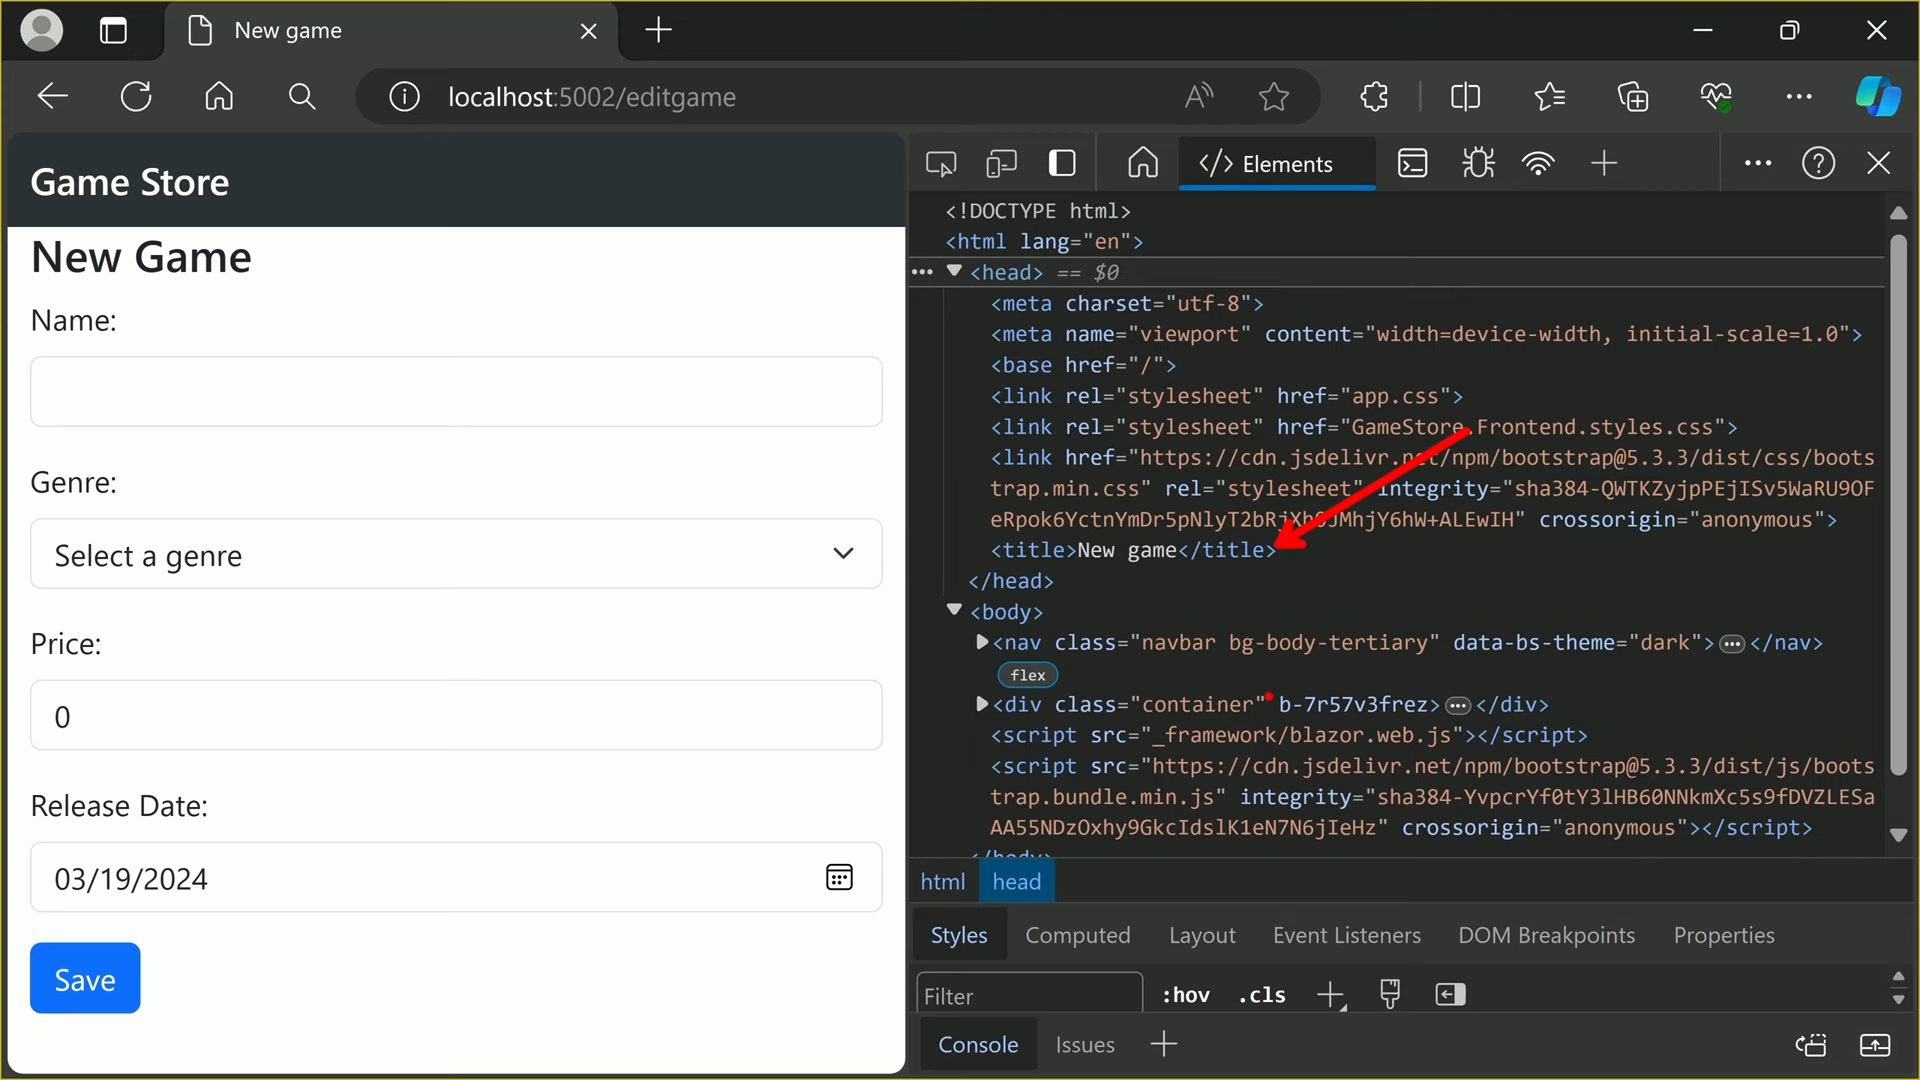 New game
localhost:5002/editgame
Game Store
New Game
Name:
Genre:
Select a genre
Price:
0
Release Date:
03/19/2024
Save
Elements
<!DOCTYPE html>
<html lang="en">
<head> == $0
<meta charset="utf-8">
<meta name="viewport" content="width=device-width, initial-scale=1.0">
<base href="/">
<link rel="stylesheet" href="app.css">
<link rel="stylesheet" href="GameStore.Frontend.styles.css">
<link href="https://cdn.jsdelivr.net/npm/bootstrap@5.3.3/dist/css/boots
trap.min.css" rel="stylesheet" integrity="sha384-QWTKZyjpPEjISv5WaRU9OF
crossorigin="anonymous">
<title>New game</title>
</head>
<body>
<nav class="navbar bg-body-tertiary" data-bs-theme="dark"> … </nav>
flex
<div class="container" b-7r57v3frez> … </div>
<script src="_framework/blazor.web.js"></script>
<script src="https://cdn.jsdelivr.net/npm/bootstrap@5.3.3/dist/js/boots
trap.bundle.min.js" integrity="sha384-YvpcrYf0tY3lHB60NNkmXc5s9fDVZLESa
AA55NDzOxhy9GkcIdslK1eN7N6jIeHz" crossorigin="anonymous"></script>
</body>
html head
Styles Computed Layout Event Listeners DOM Breakpoints Properties
Filter :hov .cls
Console Issues